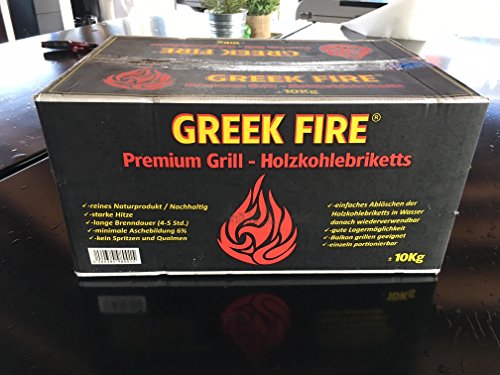 GREEK FIRE®
± 10Kg
GREEK FIRE®
Premium Grill - Holzkohlebriketts
✓-reines Naturprodukt / Nachhaltig
✓-starke Hitze
✓-lange Brenndauer (4-5 Std.)
✓-minimale Aschebildung 6%
✓-kein Spritzen und Qualmen
✓-einfaches Ablöschen der
Holzkohlebriketts in Wasser
danach wiederverwendbar
✓-gute Lagermöglichkeit
✓-Balkon grillen geeignet
✓-einzeln portionierbar
± 10Kg